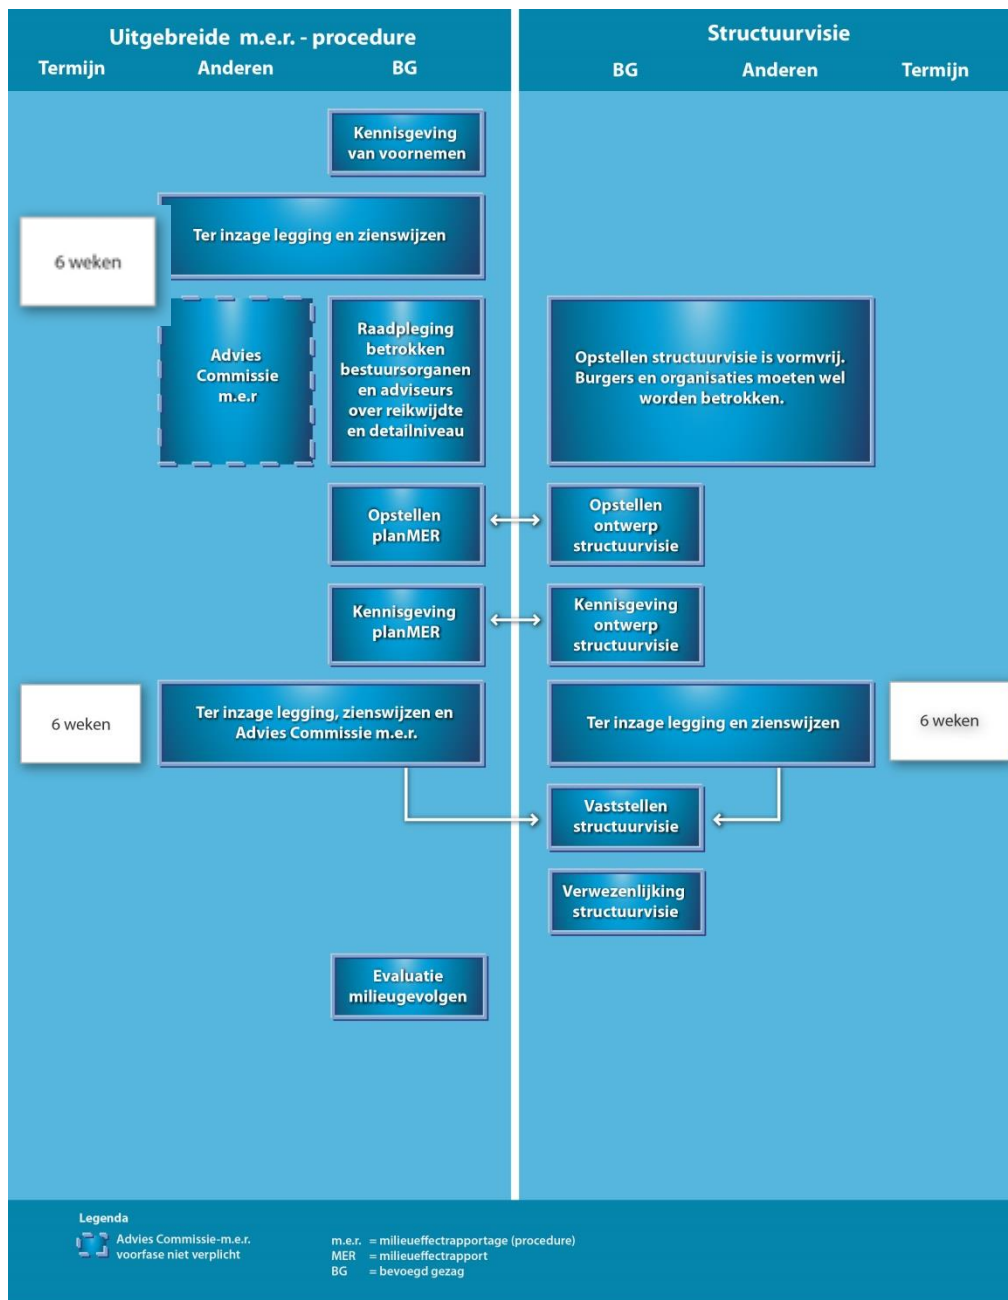 Uitgebreide m.e.r. - procedure
Termijn
Anderen
BG
Structuurvisie
BG
Anderen
Termijn
Kennisgeving
van voornemen
6 weken
Ter inzage legging en zienswijzen
Advies
Commissie
m.e.r
Raadpleging
betrokken
bestuursorganen
en adviseurs
over reikwijdte
en detailniveau
Opstellen structuurvisie is vormvrij.
Burgers en organisaties moeten wel
worden betrokken.
Opstellen
planMER
Opstellen
ontwerp
structuurvisie
Kennisgeving
planMER
Kennisgeving
ontwerp
structuurvisie
6 weken
Ter inzage legging, zienswijzen en
Advies Commissie m.e.r.
Ter inzage legging en zienswijzen
6 weken
Vaststellen
structuurvisie
Verwezenlijking
structuurvisie
Evaluatie
milieugevolgen
Legenda
Advies Commissie-m.e.r.
voorfase niet verplicht
m.e.r. = milieueffectrapportage (procedure)
MER = milieueffectrapport
BG = bevoegd gezag